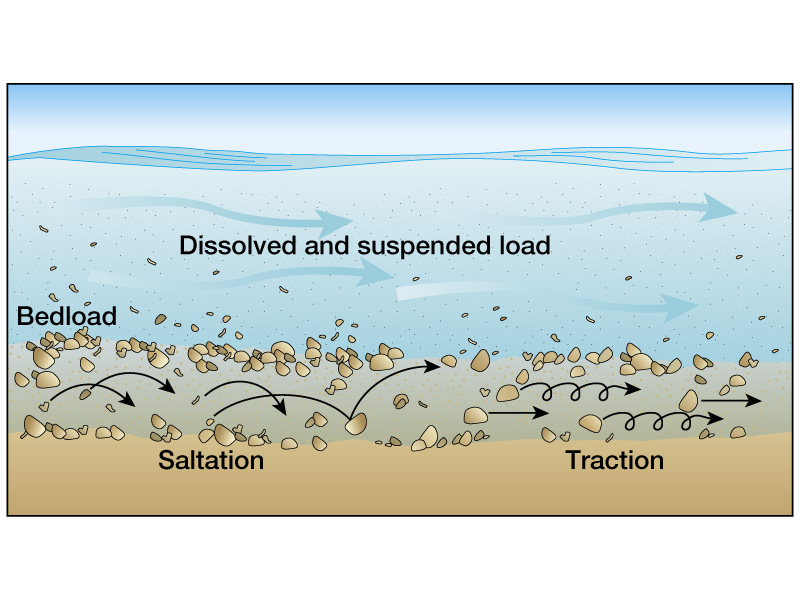 Dissolved and suspended load
Bedload
Saltation
Traction